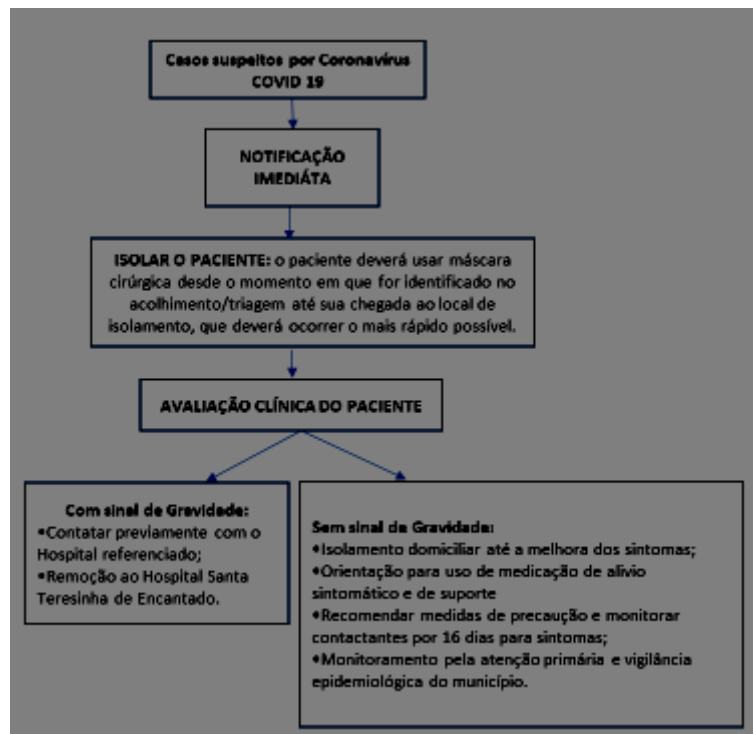 Casos suspeitos por Coronavírus
COVID 19
NOTIFICAÇÃO
IMEDIÁTA
ISOLAR O PACIENTE: o paciente deverá usar máscara
cirúrgica desde o momento em que for identificado no
acolhimento/triagem até sua chegada ao local de
isolamento, que deverá ocorrer o mais rápido possível.
AVALIAÇÃO CLÍNICA DO PACIENTE
Com sinal de Gravidade:
•Contatar previamente com o
Hospital referenciado;
•Remoção ao Hospital Santa
Teresinha de Encantado.
Sem sinal de Gravidade:
•Isolamento domiciliar até a melhora dos sintomas;
•Orientação para uso de medicação de alivio
sintomático e de suporte
•Recomendar medidas de precaução e monitorar
contactantes por 16 dias para sintomas;
•Monitoramento pela atenção primária e vigilância
epidemiológica do município.